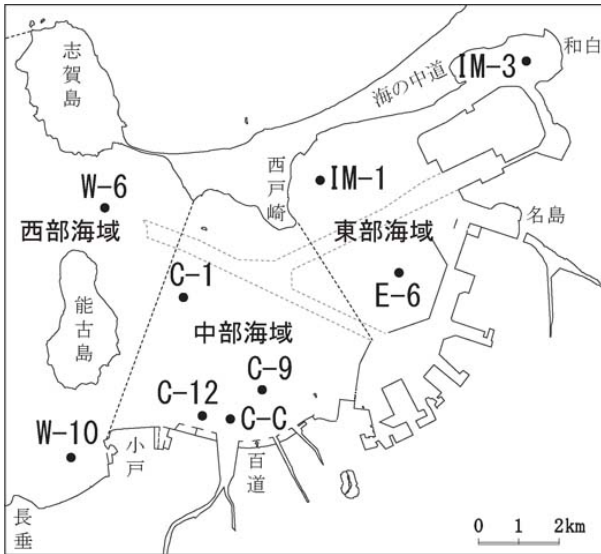 志賀島
海の中道
和白
IM-3
西戸崎
IM-1
W-6
西部海域
東部海域
名島
C-1
E-6
能古島
中部海域
C-9
C-12
C-C
W-10
小戸
百道
長垂
0 1 2km